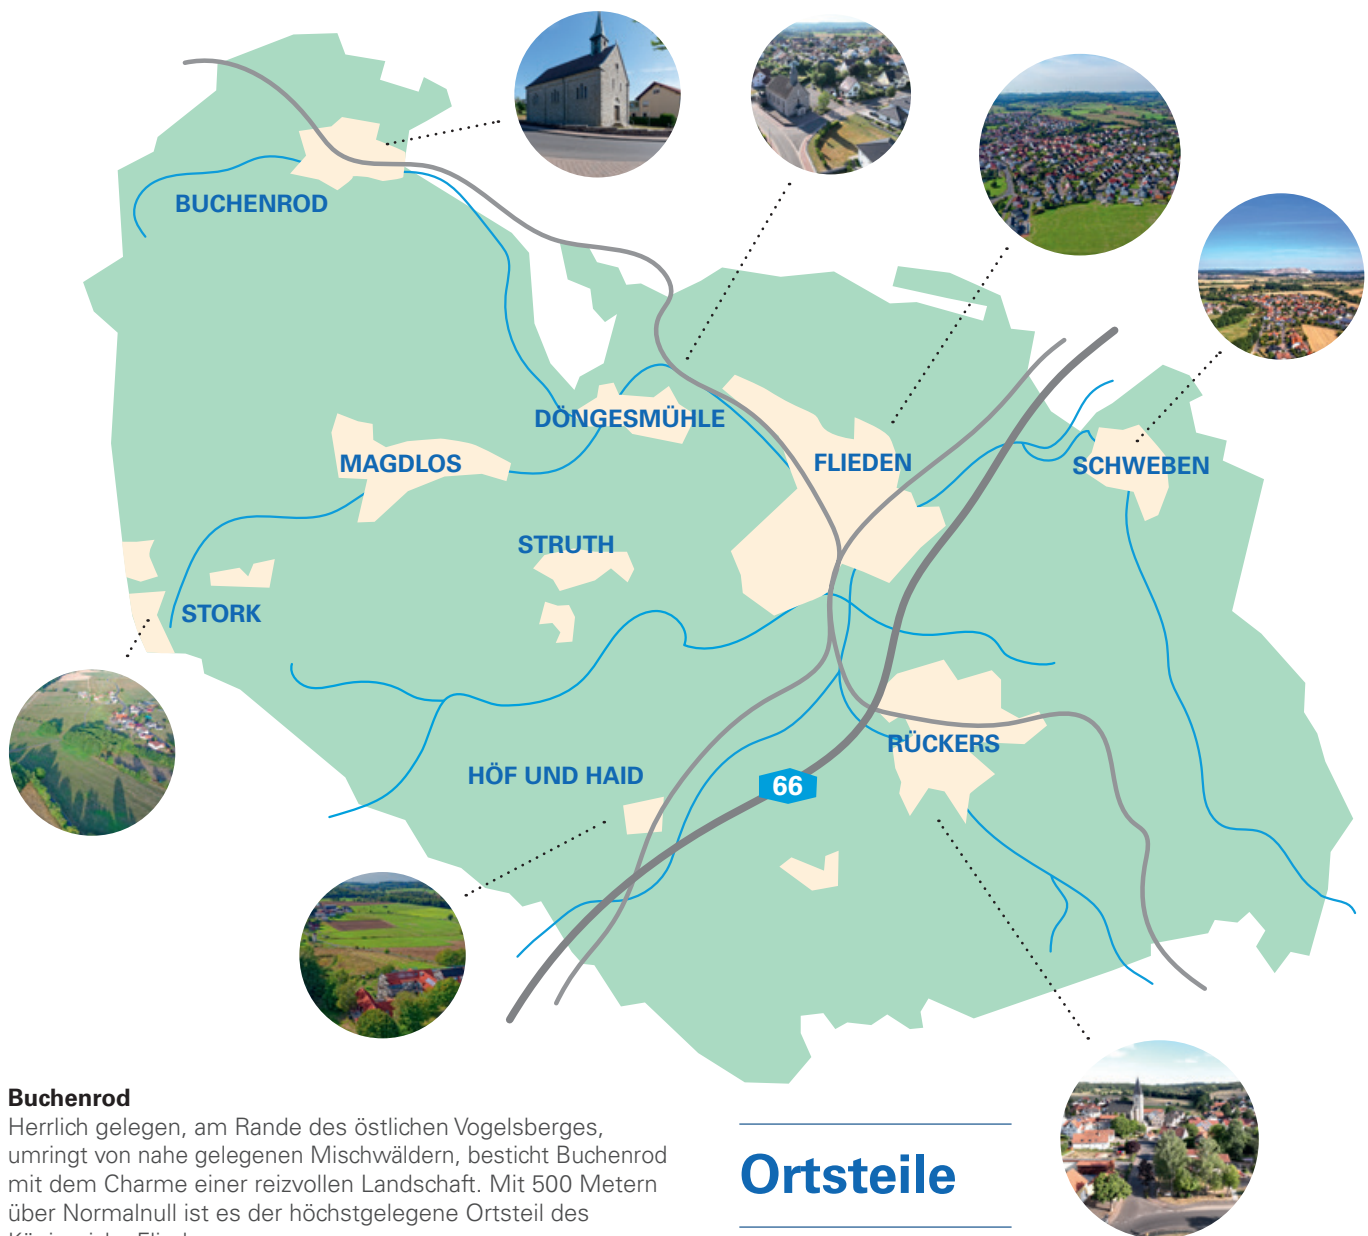 BUCHENROD
DÖNGESMÜHLE
MAGDLOS
FLIEDEN
SCHWEBEN
STRUTH
STORK
RÜCKERS
HÖF UND HAID
66
Buchenrod
Herrlich gelegen, am Rande des östlichen Vogelsberges,
umringt von nahe gelegenen Mischwäldern, besticht Buchenrod
mit dem Charme einer reizvollen Landschaft. Mit 500 Metern
über Normalnull ist es der höchstgelegene Ortsteil des
Ortsteile